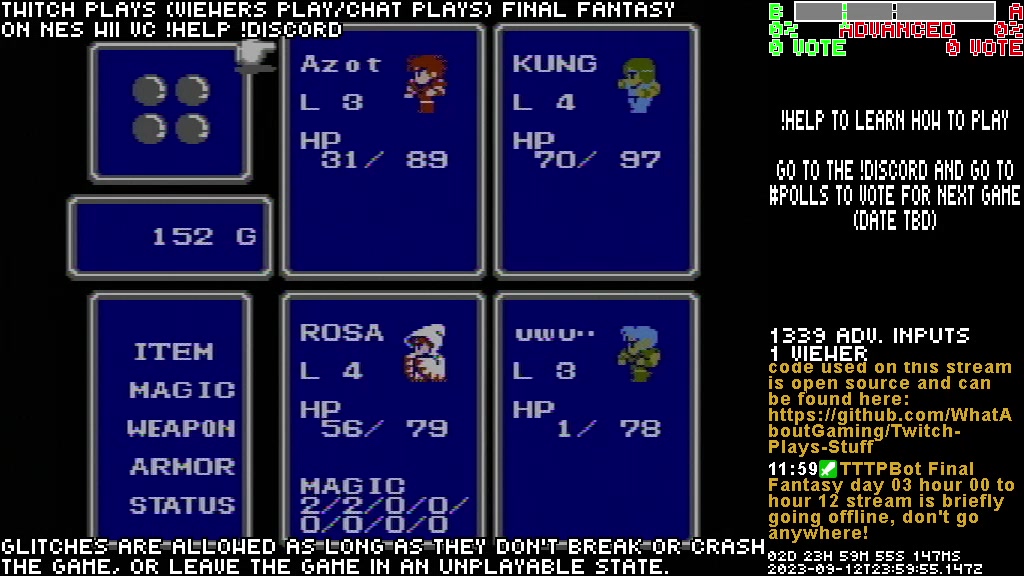 TWITCH PLAYS (VIEWERS PLAY/CHAT PLAYS) FINAL FANTASY
ON NES WII VC !HELP !DISCORD
B A
0% ADVANCED 0%
0 VOTE 0 VOTE
!HELP TO LEARN HOW TO PLAY
GO TO THE !DISCORD AND GO TO
#POLLS TO VOTE FOR NEXT GAME
(DATE TBD)
Azot
L 3
HP
31/ 89
KUNG
L 4
HP
70/ 97
152 G
ITEM
MAGIC
WEAPON
ARMOR
STATUS
ROSA
L 4
HP
56/ 79
MAGIC
2/2/0/0/
0/0/0/0
uwu··
L 3
HP
1/ 78
1339 ADV. INPUTS
1 VIEWER
code used on this stream
is open source and can
be found here:
https://github.com/WhatA
boutGaming/Twitch-
Plays-Stuff
11:59 TTTPBot Final
Fantasy day 03 hour 00 to
hour 12 stream is briefly
going offline, don't go
anywhere!
02D 23H 59M 55S 147MS
2023-09-12T23:59:55.147Z
GLITCHES ARE ALLOWED AS LONG AS THEY DON'T BREAK OR CRASH
THE GAME, OR LEAVE THE GAME IN AN UNPLAYABLE STATE.